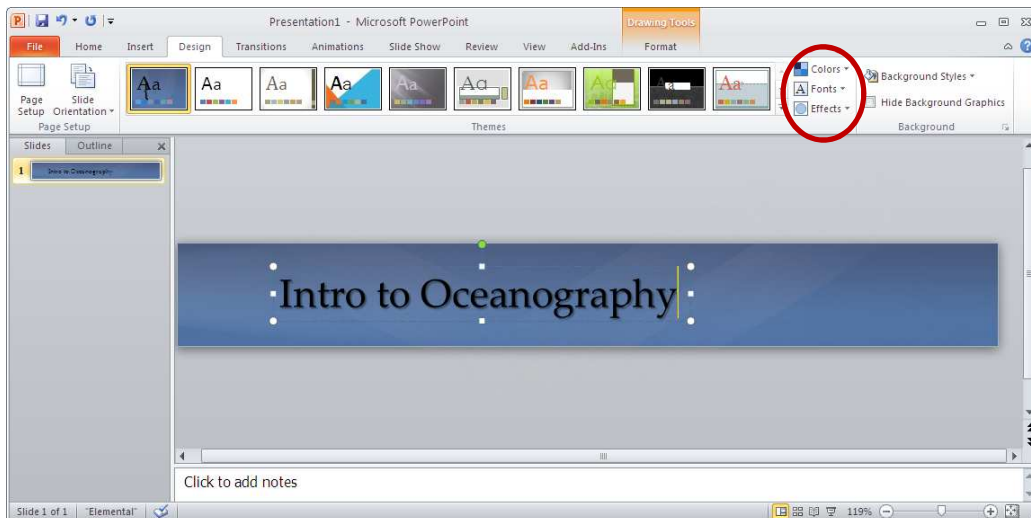 Presentation1 - Microsoft PowerPoint
Drawing Tools
File Home Insert Design Transitions Animations Slide Show Review View Add-Ins Format
Aa Aa Aa Aa Aa Aa Aa Aa Aa Aa
Colors
Fonts
Effects
Background Styles
Hide Background Graphics
Page Setup
Slide Orientation
Page Setup
Themes
Background
Slides Outline
1
Intro to Oceanography
Intro to Oceanography
Click to add notes
Slide 1 of 1 "Elemental" 119%